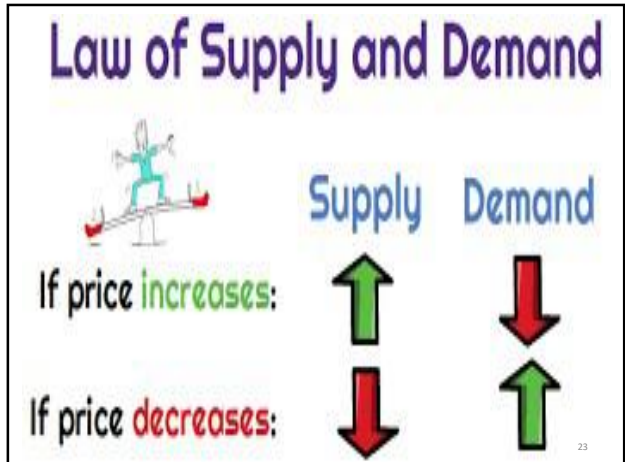 Law of Supply and Demand
Supply Demand
If price increases:
If price decreases:
23